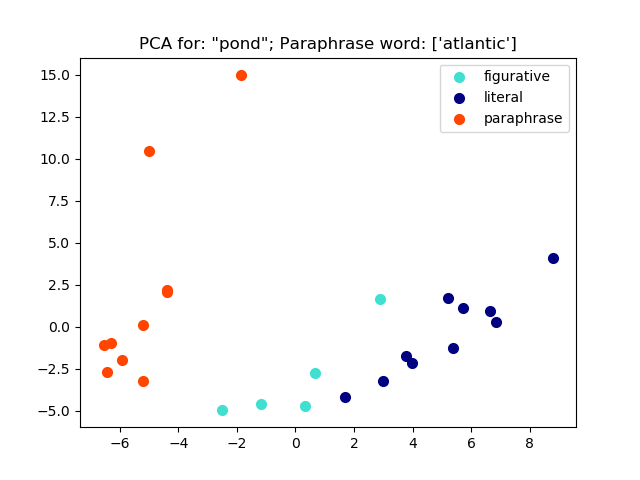 PCA for: "pond"; Paraphrase word: ['atlantic']
figurative
literal
paraphrase
15.0
12.5
10.0
7.5
5.0
2.5
0.0
−2.5
−5.0
−6 −4 −2 0 2 4 6 8